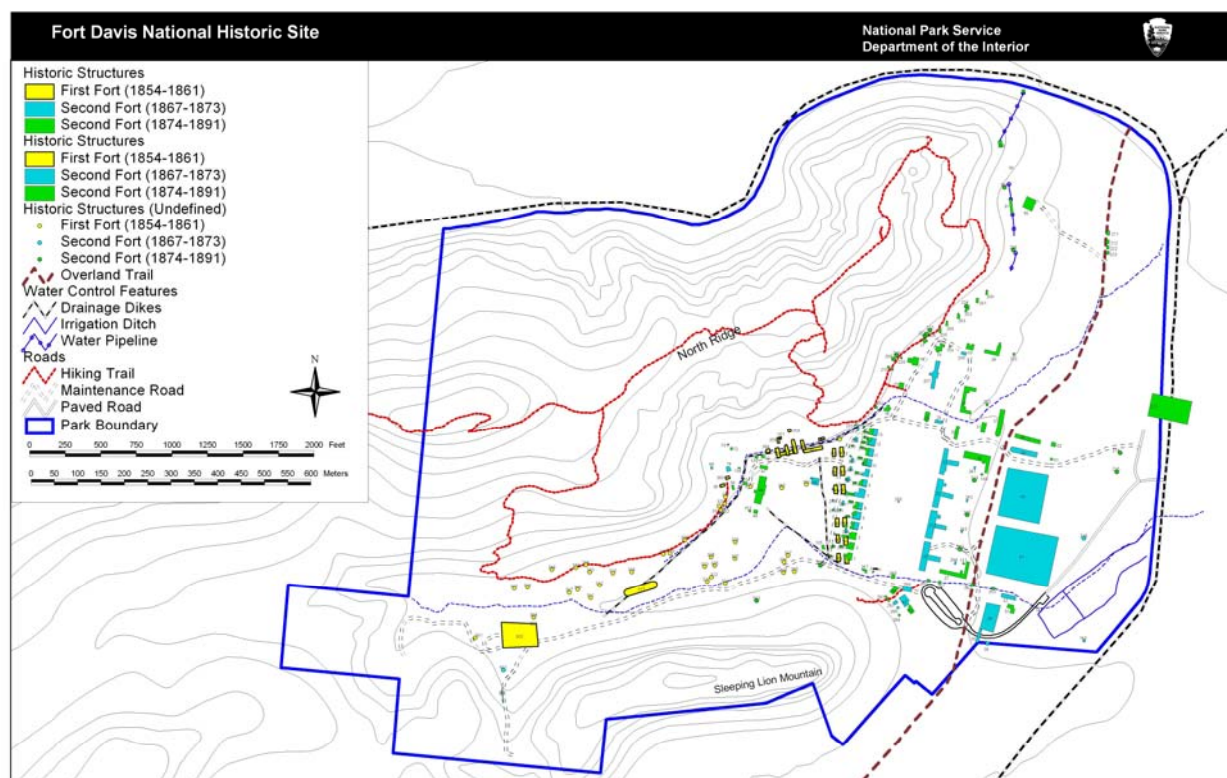 Fort Davis National Historic Site
National Park Service
Department of the Interior
Historic Structures
First Fort (1854-1861)
Second Fort (1867-1873)
Second Fort (1874-1891)
Historic Structures
First Fort (1854-1861)
Second Fort (1867-1873)
Second Fort (1874-1891)
Historic Structures (Undefined)
First Fort (1854-1861)
Second Fort (1867-1873)
Second Fort (1874-1891)
Overland Trail
Water Control Features
Drainage Dikes
Irrigation Ditch
Water Pipeline
Roads
Hiking Trail
Maintenance Road
Paved Road
Park Boundary
N
0 250 500 750 1000 1250 1500 1750 2000 Feet
0 50 100 150 200 250 300 350 400 450 500 550 600 Meters
North Ridge
Sleeping Lion Mountain